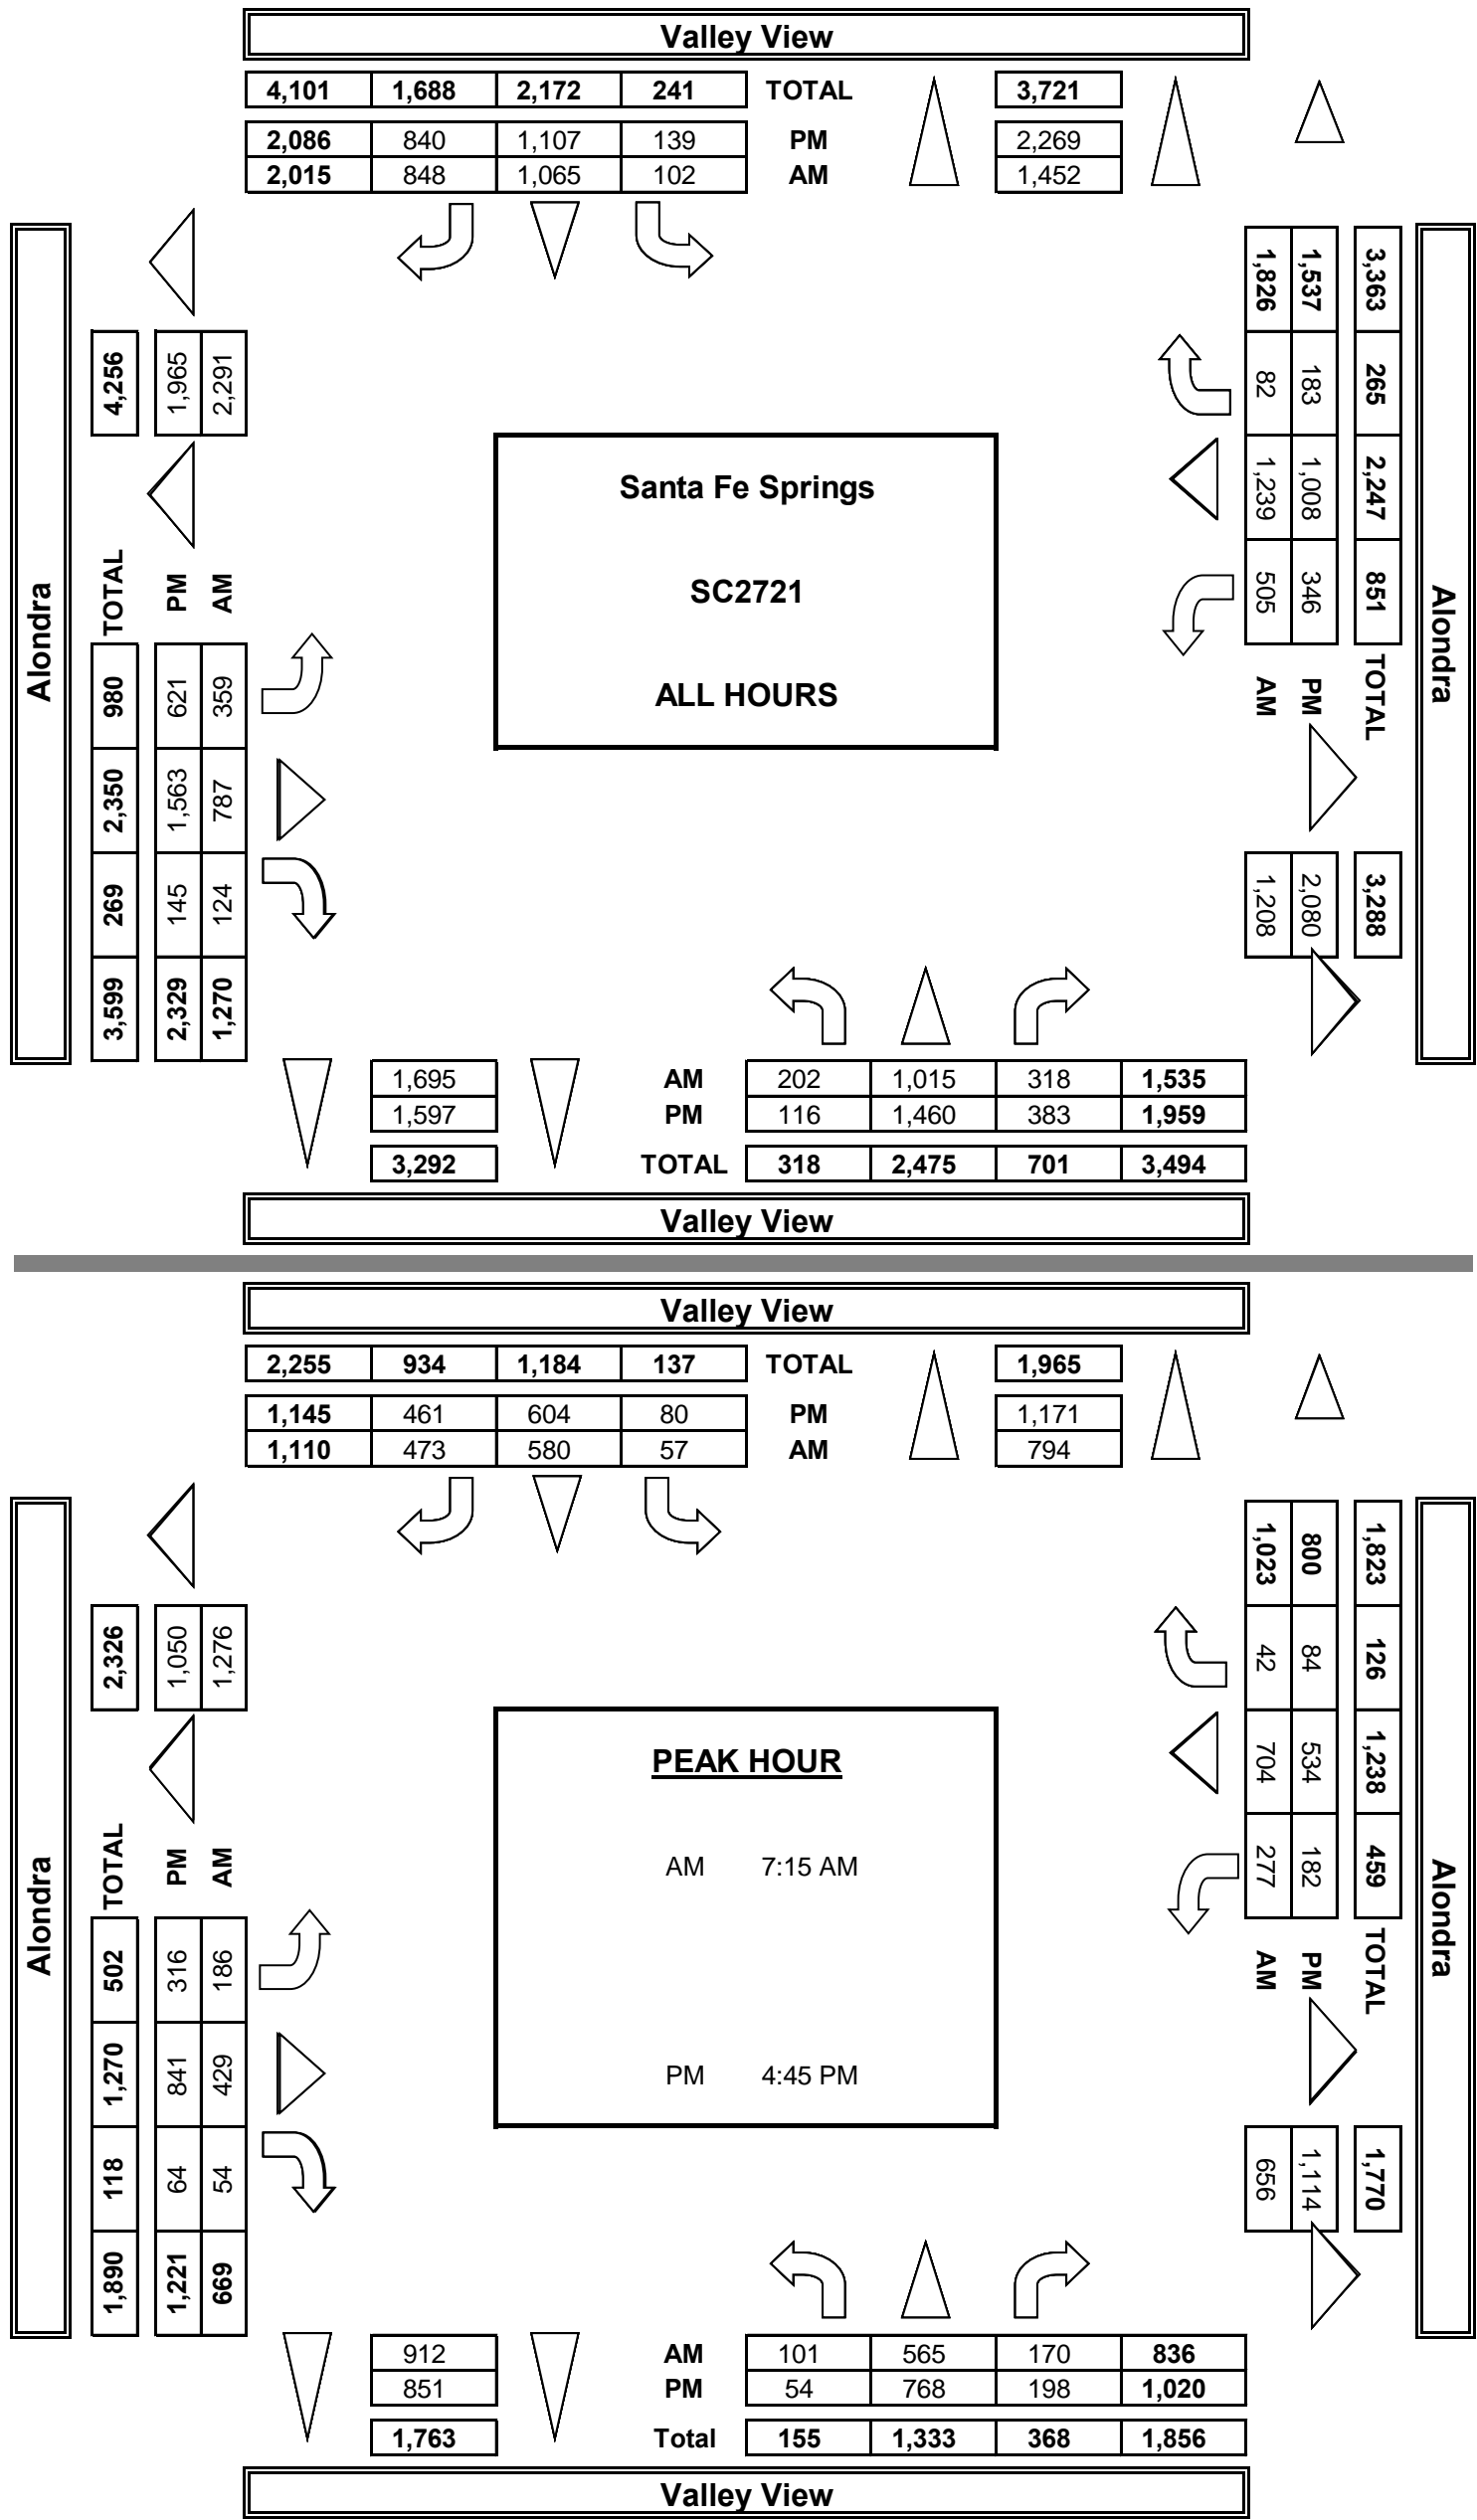 Valley View
4,101 1,688 2,172 241 TOTAL 3,721
2,086 840 1,107 139 PM 2,269
2,015 848 1,065 102 AM 1,452
Alondra
4,256
1,965
2,291
TOTAL
PM
AM
980 2,350 269 3,599
621 1,563 145 2,329
359 787 124 1,270
Santa Fe Springs
SC2721
ALL HOURS
3,363 265 2,247 851 TOTAL 3,288
1,537 183 1,008 346 PM 2,080
1,826 82 1,239 505 AM 1,208
Alondra
1,695 AM 202 1,015 318 1,535
1,597 PM 116 1,460 383 1,959
3,292 TOTAL 318 2,475 701 3,494
Valley View
Valley View
2,255 934 1,184 137 TOTAL 1,965
1,145 461 604 80 PM 1,171
1,110 473 580 57 AM 794
Alondra
2,326
1,050
1,276
TOTAL
PM
AM
502 1,270 118 1,890
316 841 64 1,221
186 429 54 669
PEAK HOUR
AM 7:15 AM
PM 4:45 PM
1,823 126 1,238 459 TOTAL 1,770
800 84 534 182 PM 1,114
1,023 42 704 277 AM 656
Alondra
912 AM 101 565 170 836
851 PM 54 768 198 1,020
1,763 Total 155 1,333 368 1,856
Valley View